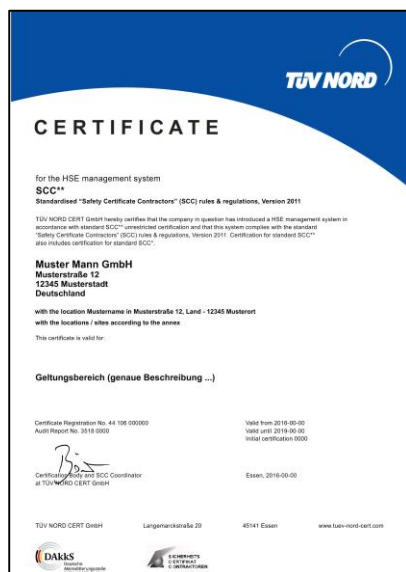 TÜV NORD
CERTIFICATE
for the HSE management system
SCC**
Standardised "Safety Certificate Contractors" (SCC) rules & regulations, Version 2011
TÜV NORD CERT GmbH hereby certifies that the company in question has introduced a HSE management system in
accordance with standard SCC** unrestricted certification and that this system complies with the standard
"Safety Certificate Contractors" (SCC) rules & regulations, Version 2011. Certification for standard SCC**
also includes certification for standard SCC*.
Muster Mann GmbH
Musterstraße 12
12345 Musterstadt
Deutschland
with the location Mustername in Musterstraße 12, Land - 12345 Musterort
with the locations / sites according to the annex
This certificate is valid for:
Geltungsbereich (genaue Beschreibung ...)
Certificate Registration No. 44 108 000000
Audit Report No. 3518 0000
Valid from 2016-00-00
Valid until 2019-00-00
Initial certification 0000
Certification Body and SCC Coordinator
at TÜV NORD CERT GmbH
Essen, 2016-00-00
TÜV NORD CERT GmbH Langemarckstraße 20 45141 Essen www.tuev-nord-cert.com
DAkkS
Deutsche
Akkreditierungsstelle
SICHERHEITS
CERTIFIKAT
CONTRAKTOREN